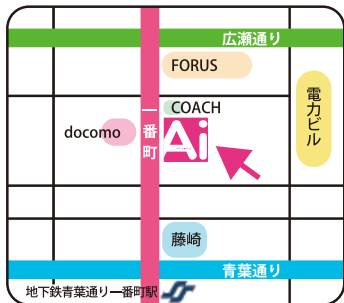 広瀬通り
FORUS
電力ビル
COACH
docomo
一番町
Ai
藤崎
青葉通り
地下鉄青葉通り一番町駅